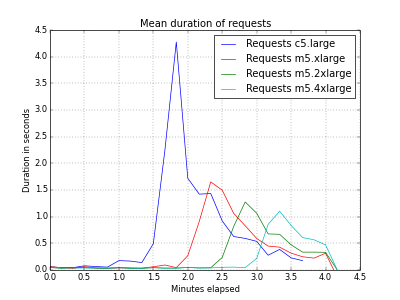 Mean duration of requests
Duration in seconds
4.5
4.0
3.5
3.0
2.5
2.0
1.5
1.0
0.5
0.0
Requests c5.large
Requests m5.xlarge
Requests m5.2xlarge
Requests m5.4xlarge
0.0 0.5 1.0 1.5 2.0 2.5 3.0 3.5 4.0 4.5
Minutes elapsed